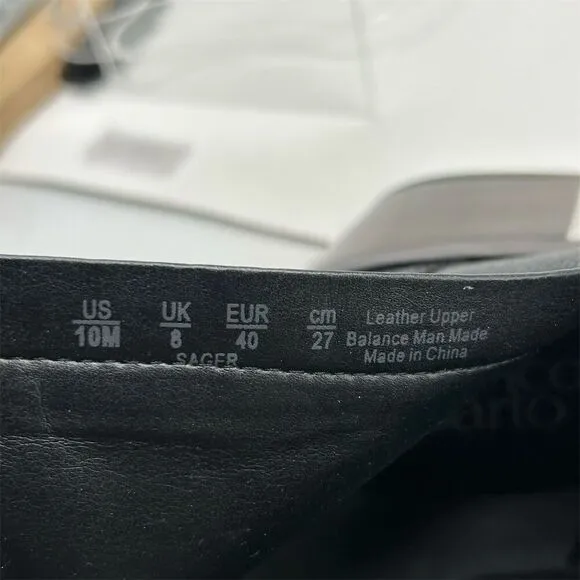 US UK EUR cm Leather Upper
10M 8 40 27 Balance Man Made
SAGER Made in China